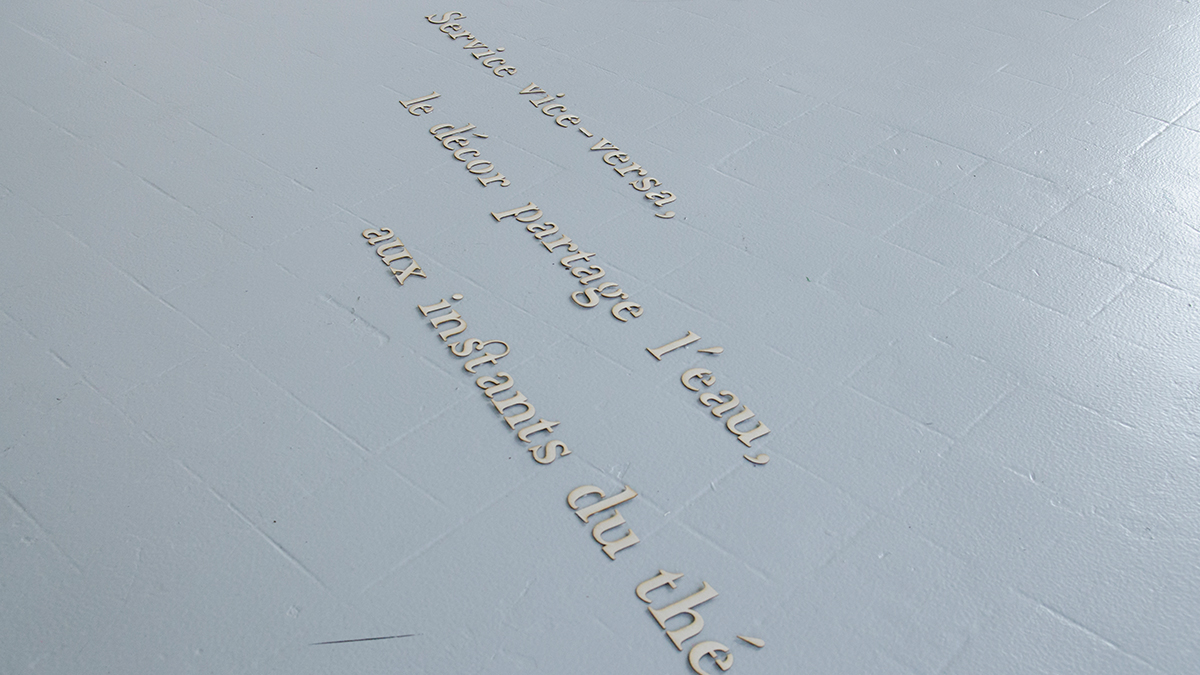 Service vice-versa,
le décor partage l'eau,
aux instants du thé